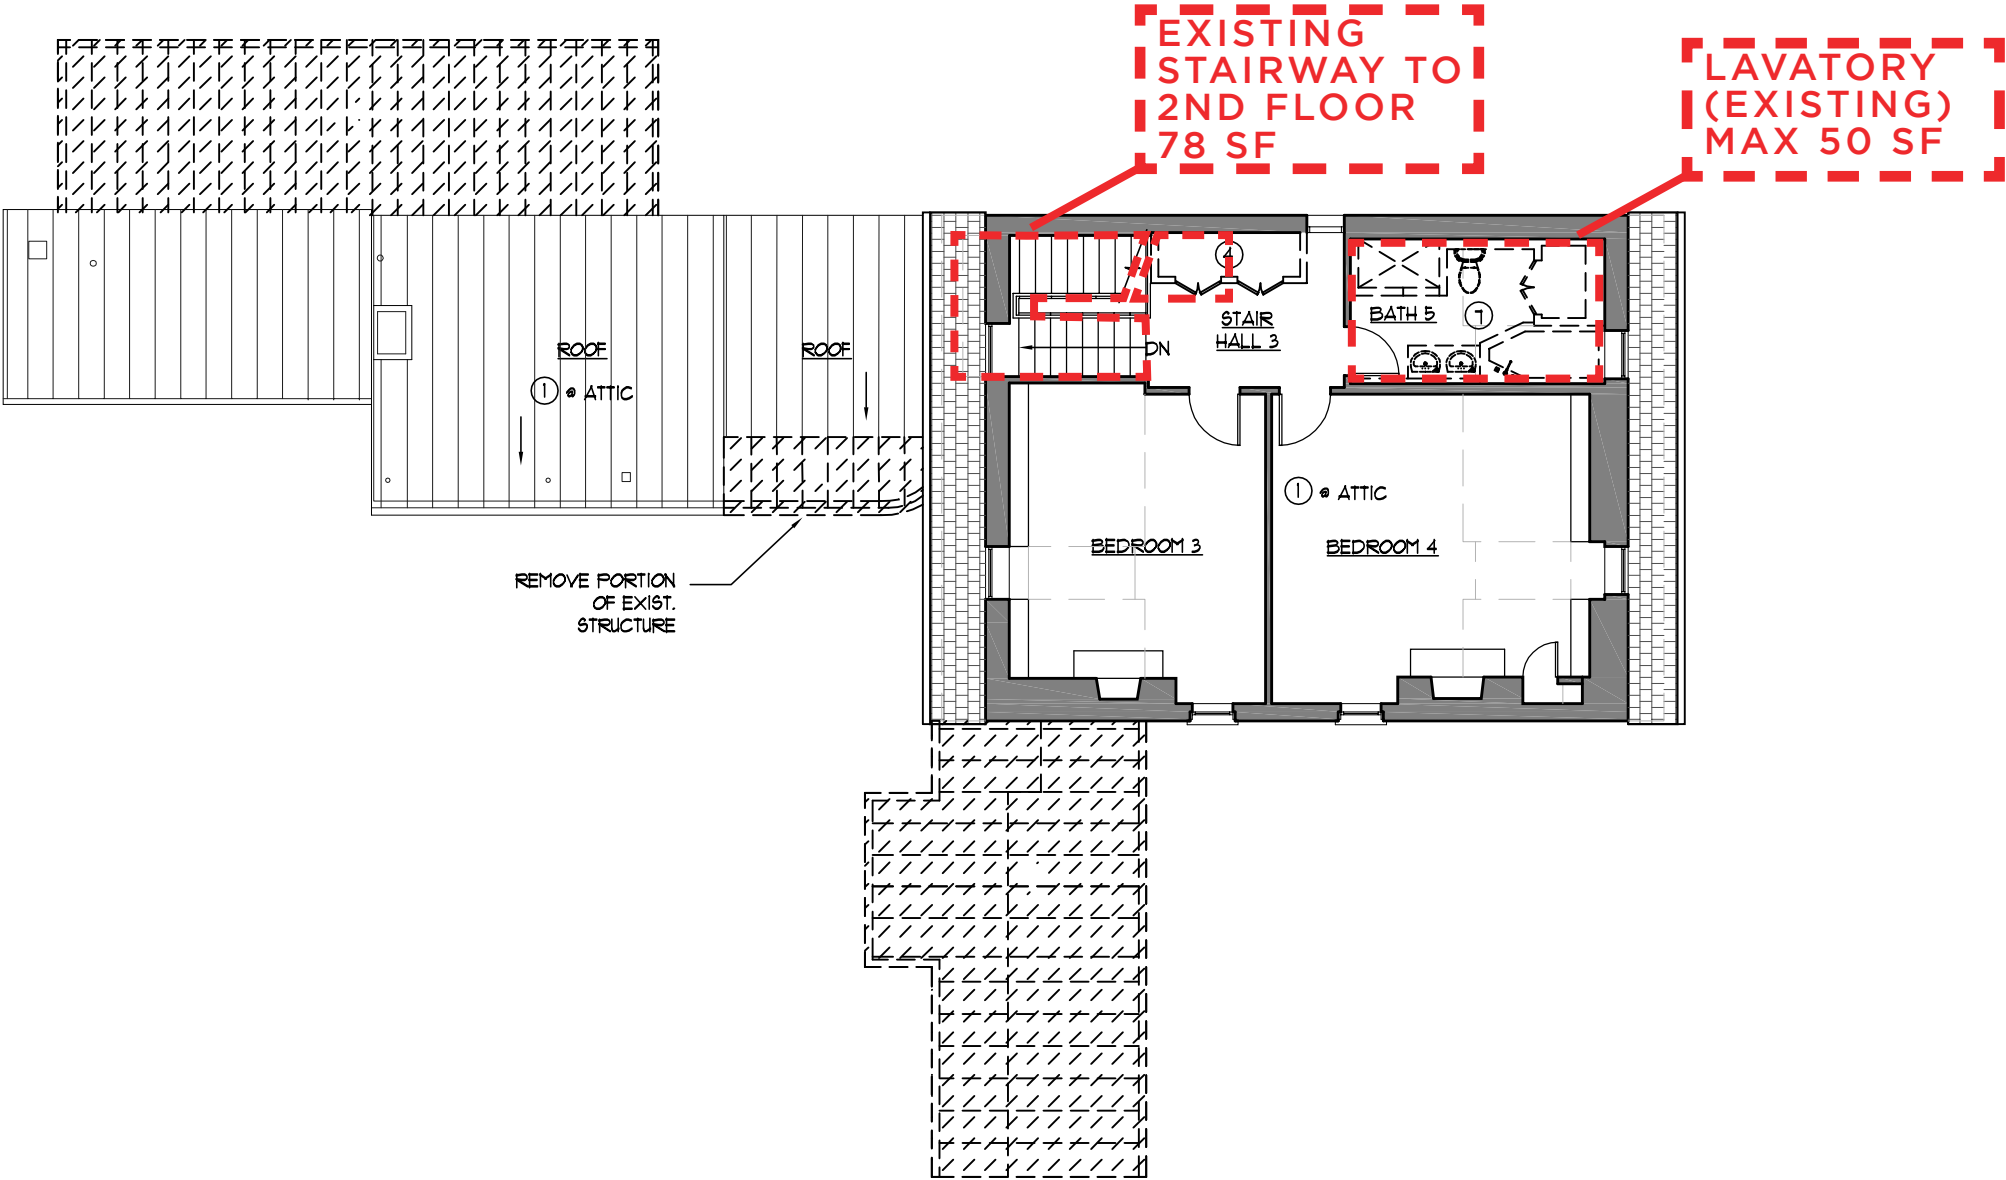 EXISTING
STAIRWAY TO
2ND FLOOR
78 SF
LAVATORY
(EXISTING)
MAX 50 SF
4
STAIR
HALL 3
BATH 5
7
DN
ROOF
ROOF
1 @ ATTIC
1 @ ATTIC
BEDROOM 3
BEDROOM 4
REMOVE PORTION
OF EXIST.
STRUCTURE